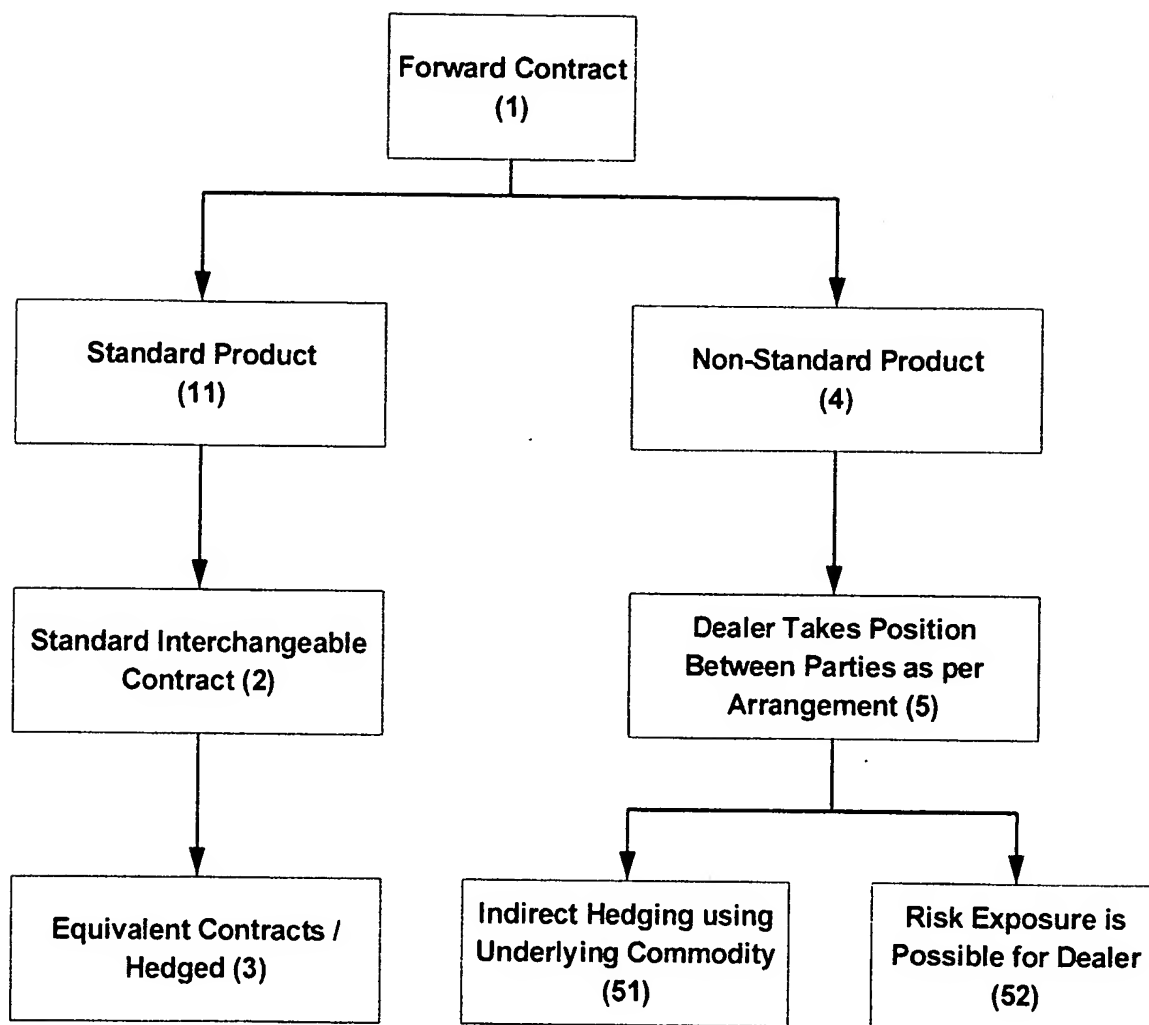 Forward Contract
(1)
Standard Product
(11)
Non-Standard Product
(4)
Standard Interchangeable
Contract (2)
Dealer Takes Position
Between Parties as per
Arrangement (5)
Equivalent Contracts /
Hedged (3)
Indirect Hedging using
Underlying Commodity
(51)
Risk Exposure is
Possible for Dealer
(52)